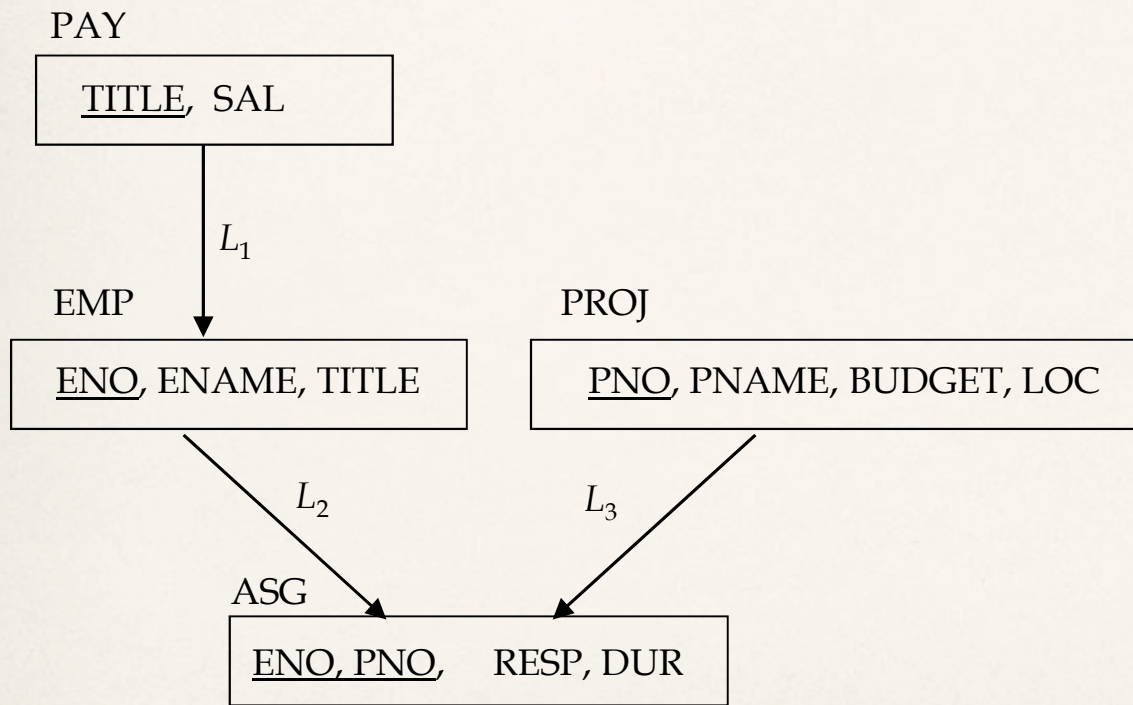 PAY
TITLE, SAL
L1
EMP
PROJ
ENO, ENAME, TITLE
PNO, PNAME, BUDGET, LOC
L2
L3
ASG
ENO, PNO, RESP, DUR